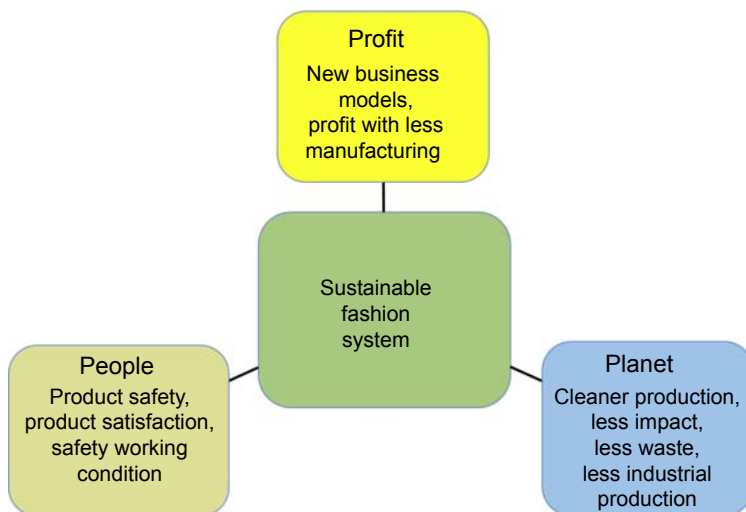 Profit
New business
models,
profit with less
manufacturing
Sustainable
fashion
system
People
Product safety,
product satisfaction,
safety working
condition
Planet
Cleaner production,
less impact,
less waste,
less industrial
production